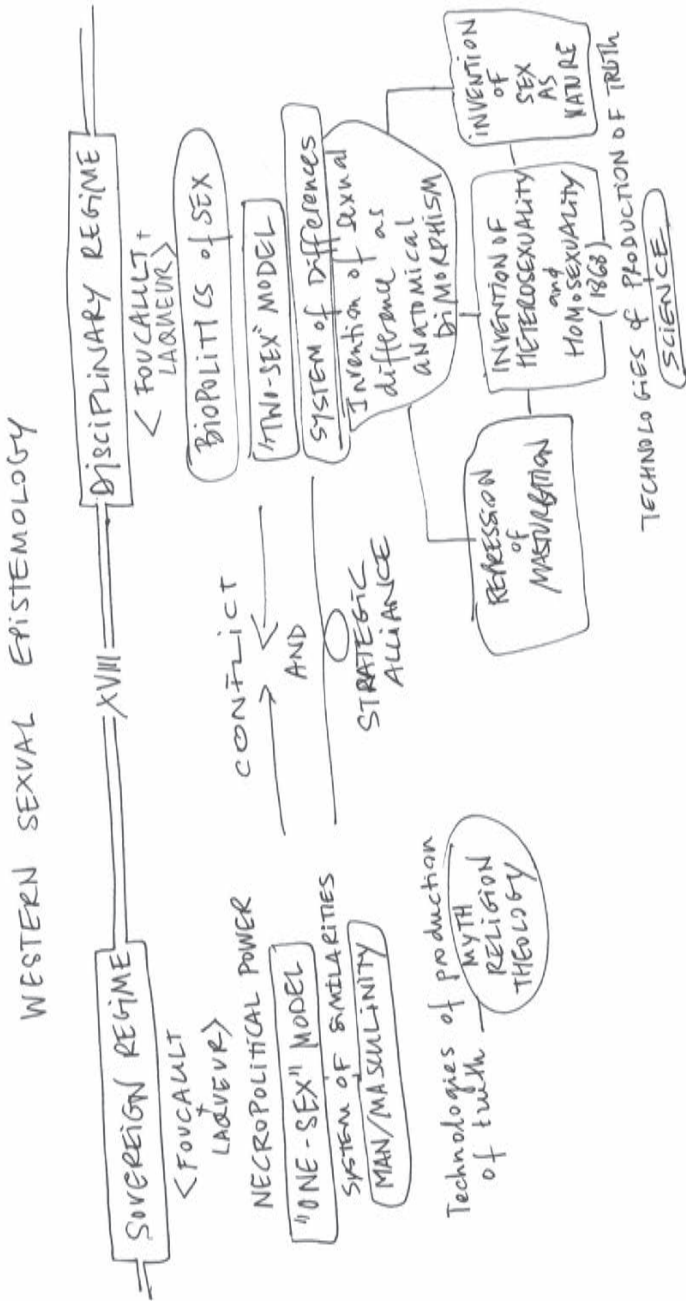 WESTERN SEXUAL EPISTEMOLOGY
SOVEREIGN REGIME
XVIII
DISCIPLINARY REGIME
<FOUCAULT
+
LAQUEUR>
NECROPOLITICAL POWER
"ONE-SEX" MODEL
SYSTEM OF SIMILARITIES
MAN/MASCULINITY
Technologies of production
of truth
MYTH
RELIGION
THEOLOGY
CONFLICT
AND
STRATEGIC
ALLIANCE
<FOUCAULT +
LAQUEUR>
BIOPOLITICS of SEX
"TWO-SEX" MODEL
SYSTEM OF DIFFERENCES
Invention of sexual
difference as
aNATOMICAL
DiMORPHISM
REPRESSION
OF
MASTURBATION
INVENTION OF
HETEROSEXUALITY
and
HOMOSEXUALITY
(1868)
INVENTION
OF
SEX
AS
NATURE
TECHNOLOGIES OF PRODUCTION OF TRUTH
SCIENCE